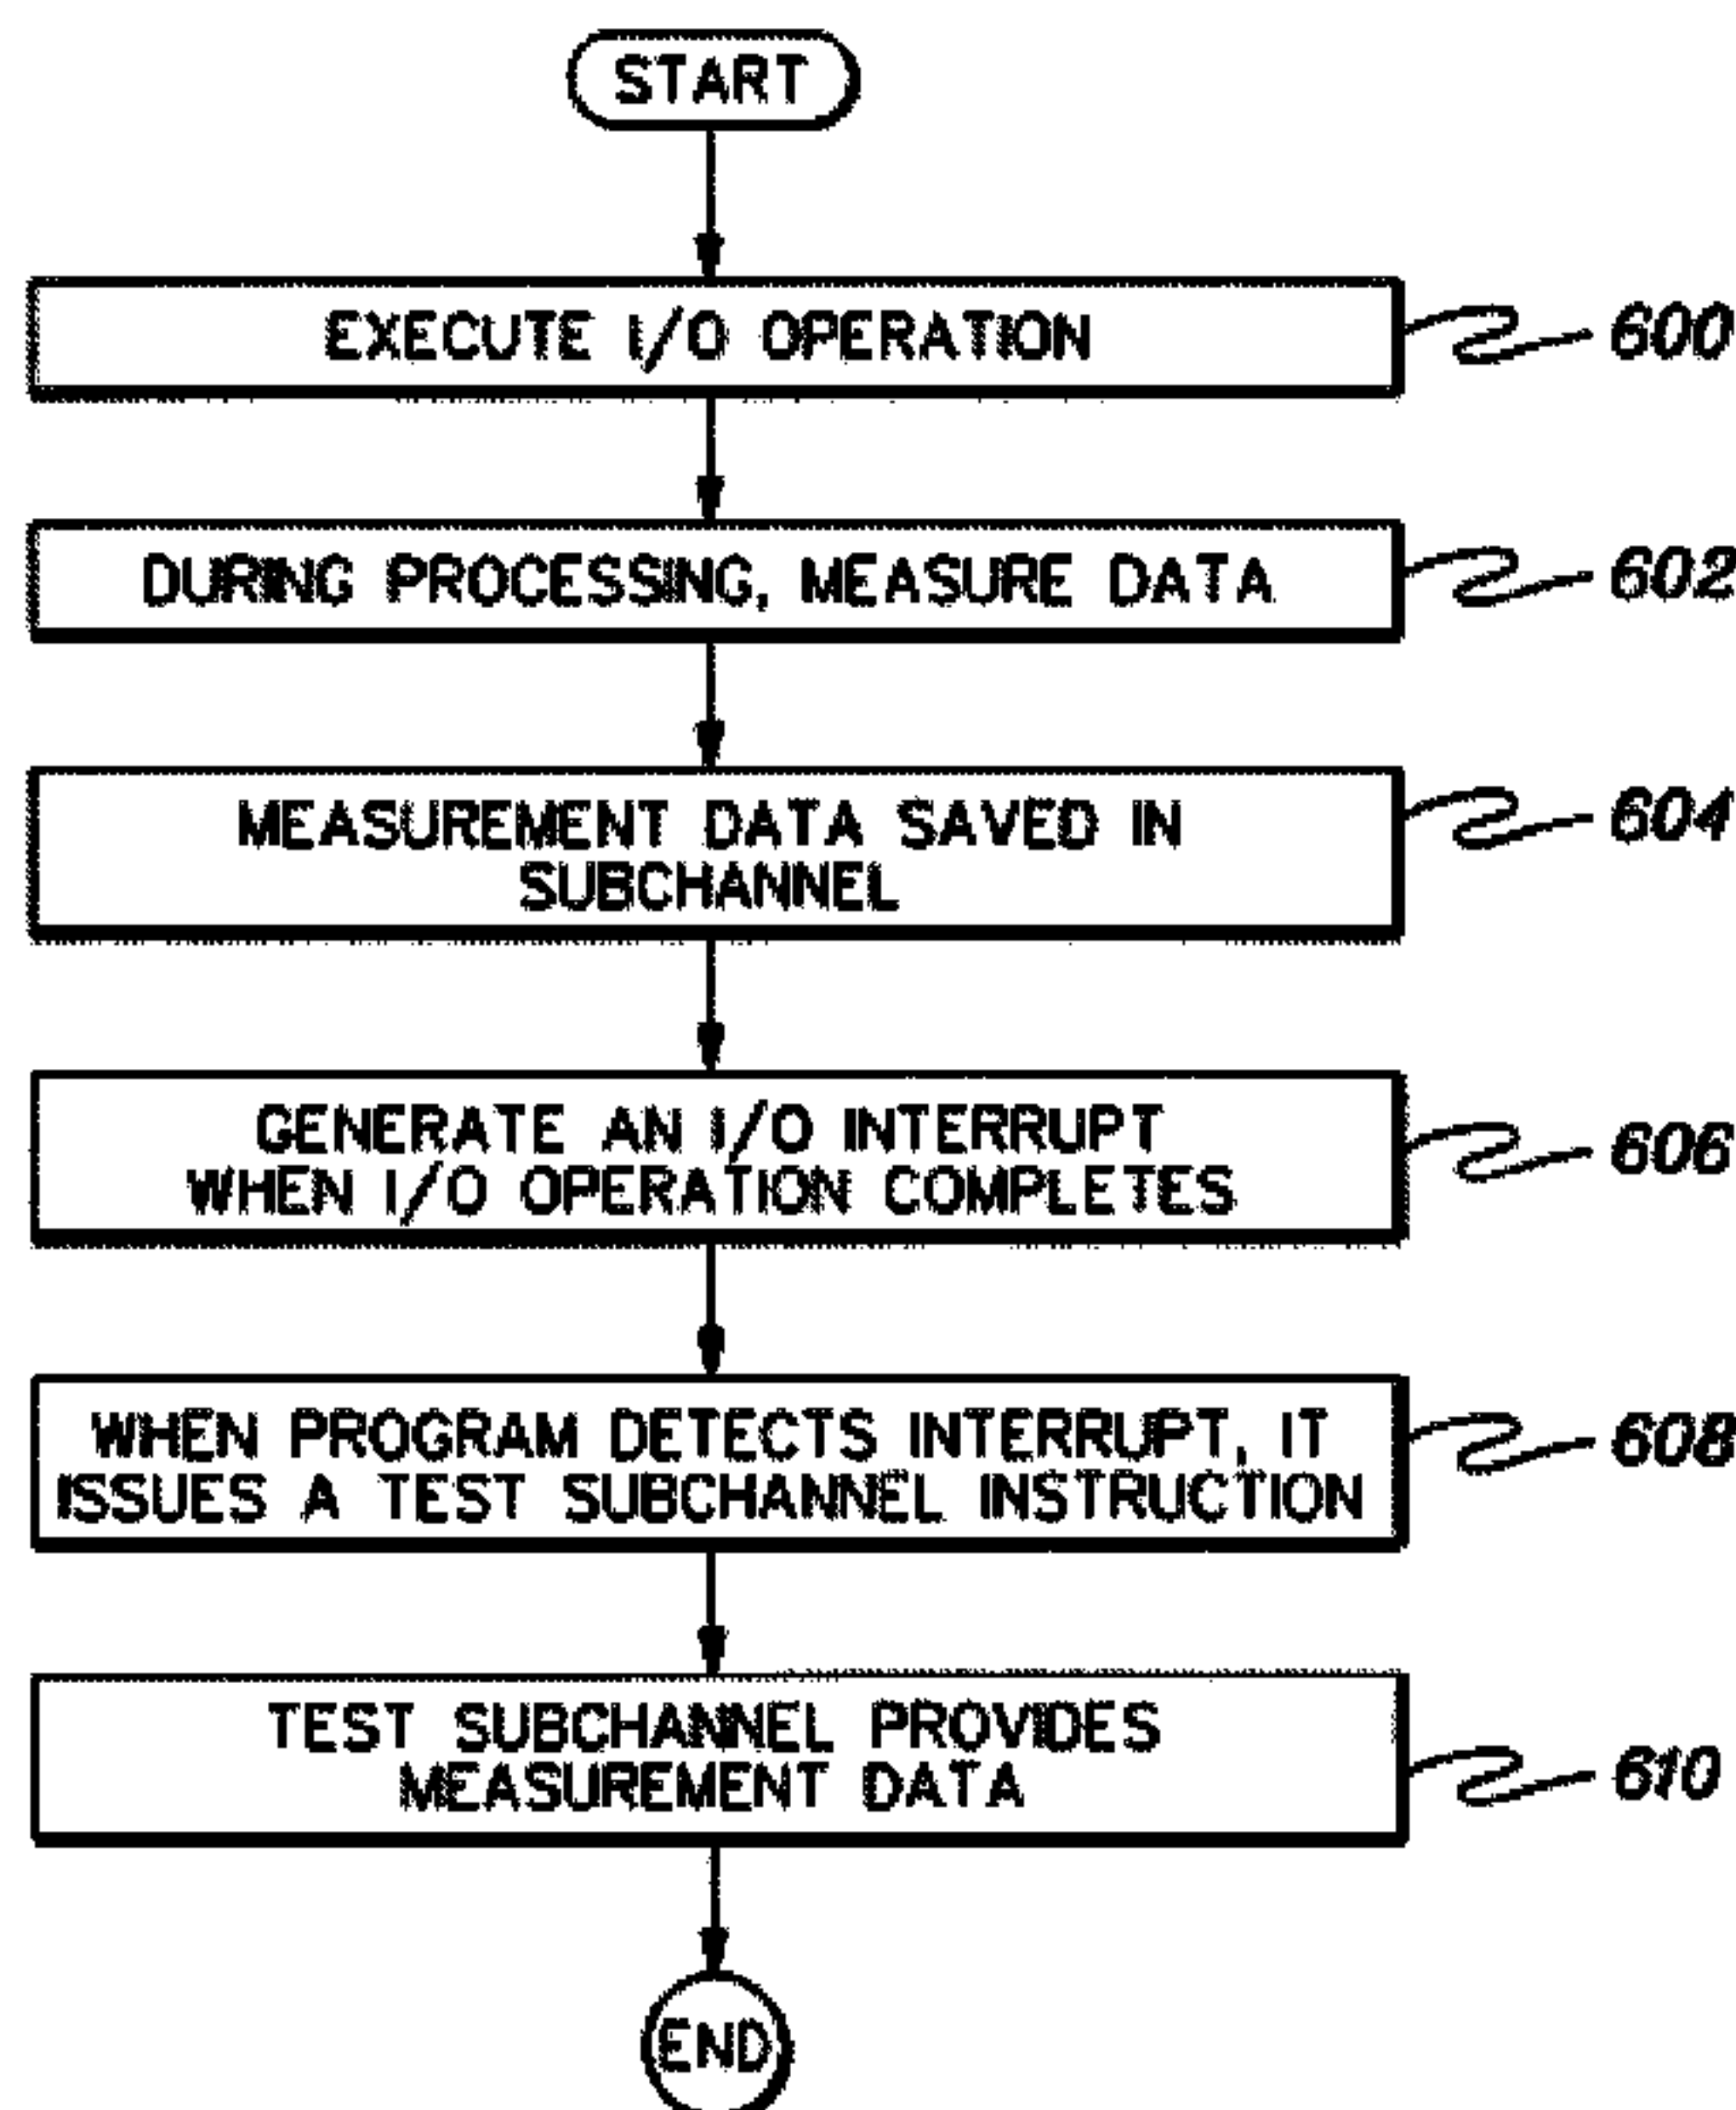 START
EXECUTE I/O OPERATION
600
DURING PROCESSING, MEASURE DATA
602
MEASUREMENT DATA SAVED IN
SUBCHANNEL
604
GENERATE AN I/O INTERRUPT
WHEN I/O OPERATION COMPLETES
606
WHEN PROGRAM DETECTS INTERRUPT, IT
ISSUES A TEST SUBCHANNEL INSTRUCTION
608
TEST SUBCHANNEL PROVIDES
MEASUREMENT DATA
610
END